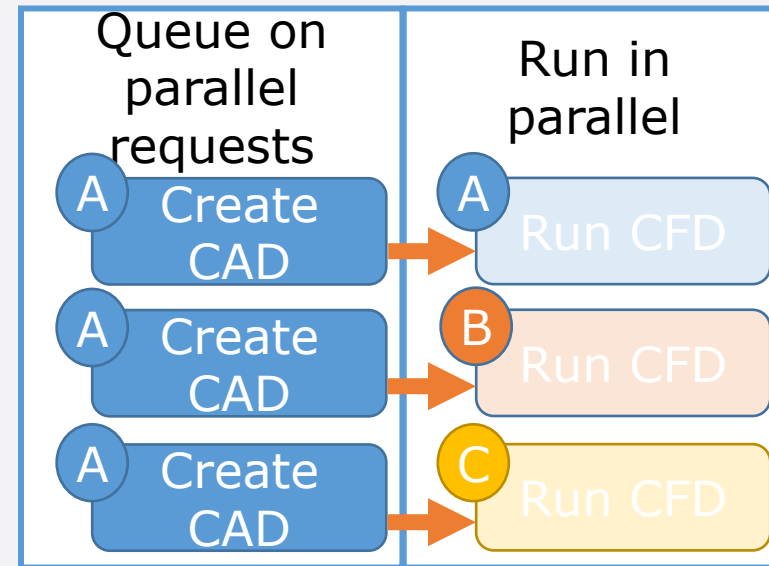 Queue on
parallel
requests
A
Create
CAD
A
Create
CAD
A
Create
CAD
Run in
parallel
A
Run CFD
B
Run CFD
C
Run CFD